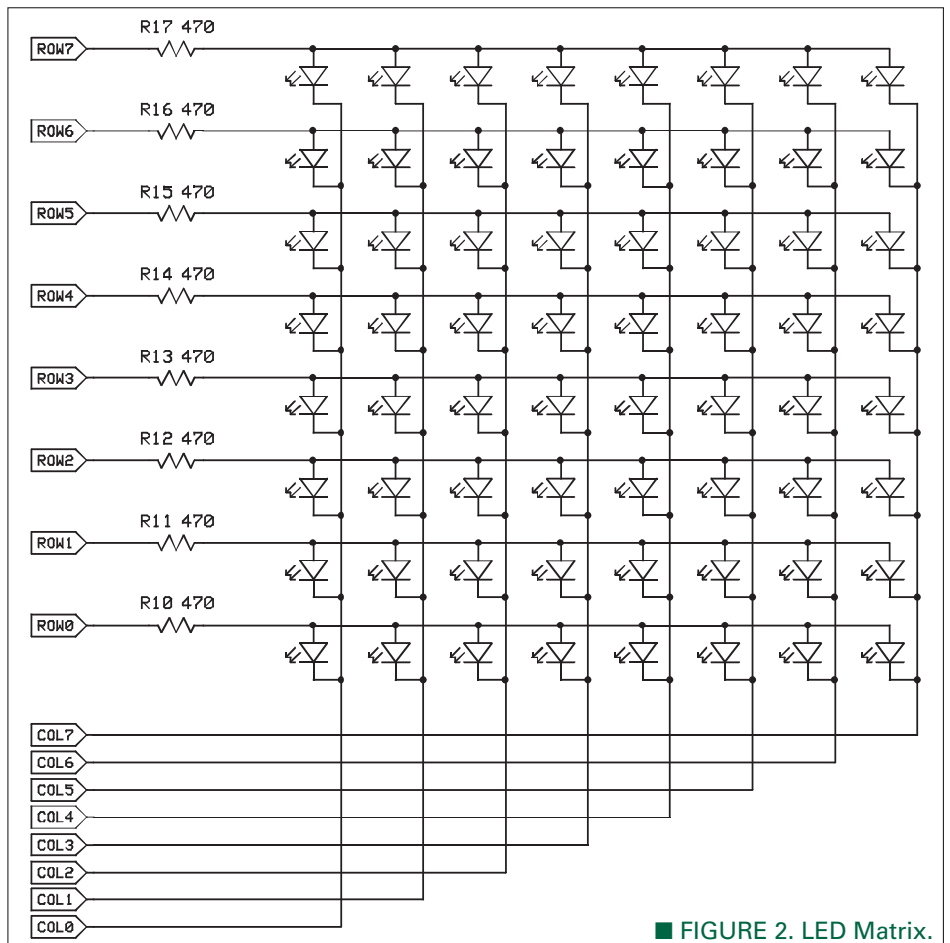 R17 470
ROW7
R16 470
ROW6
R15 470
ROW5
R14 470
ROW4
R13 470
ROW3
R12 470
ROW2
R11 470
ROW1
R10 470
ROW0
COL7
COL6
COL5
COL4
COL3
COL2
COL1
COL0
■ FIGURE 2. LED Matrix.